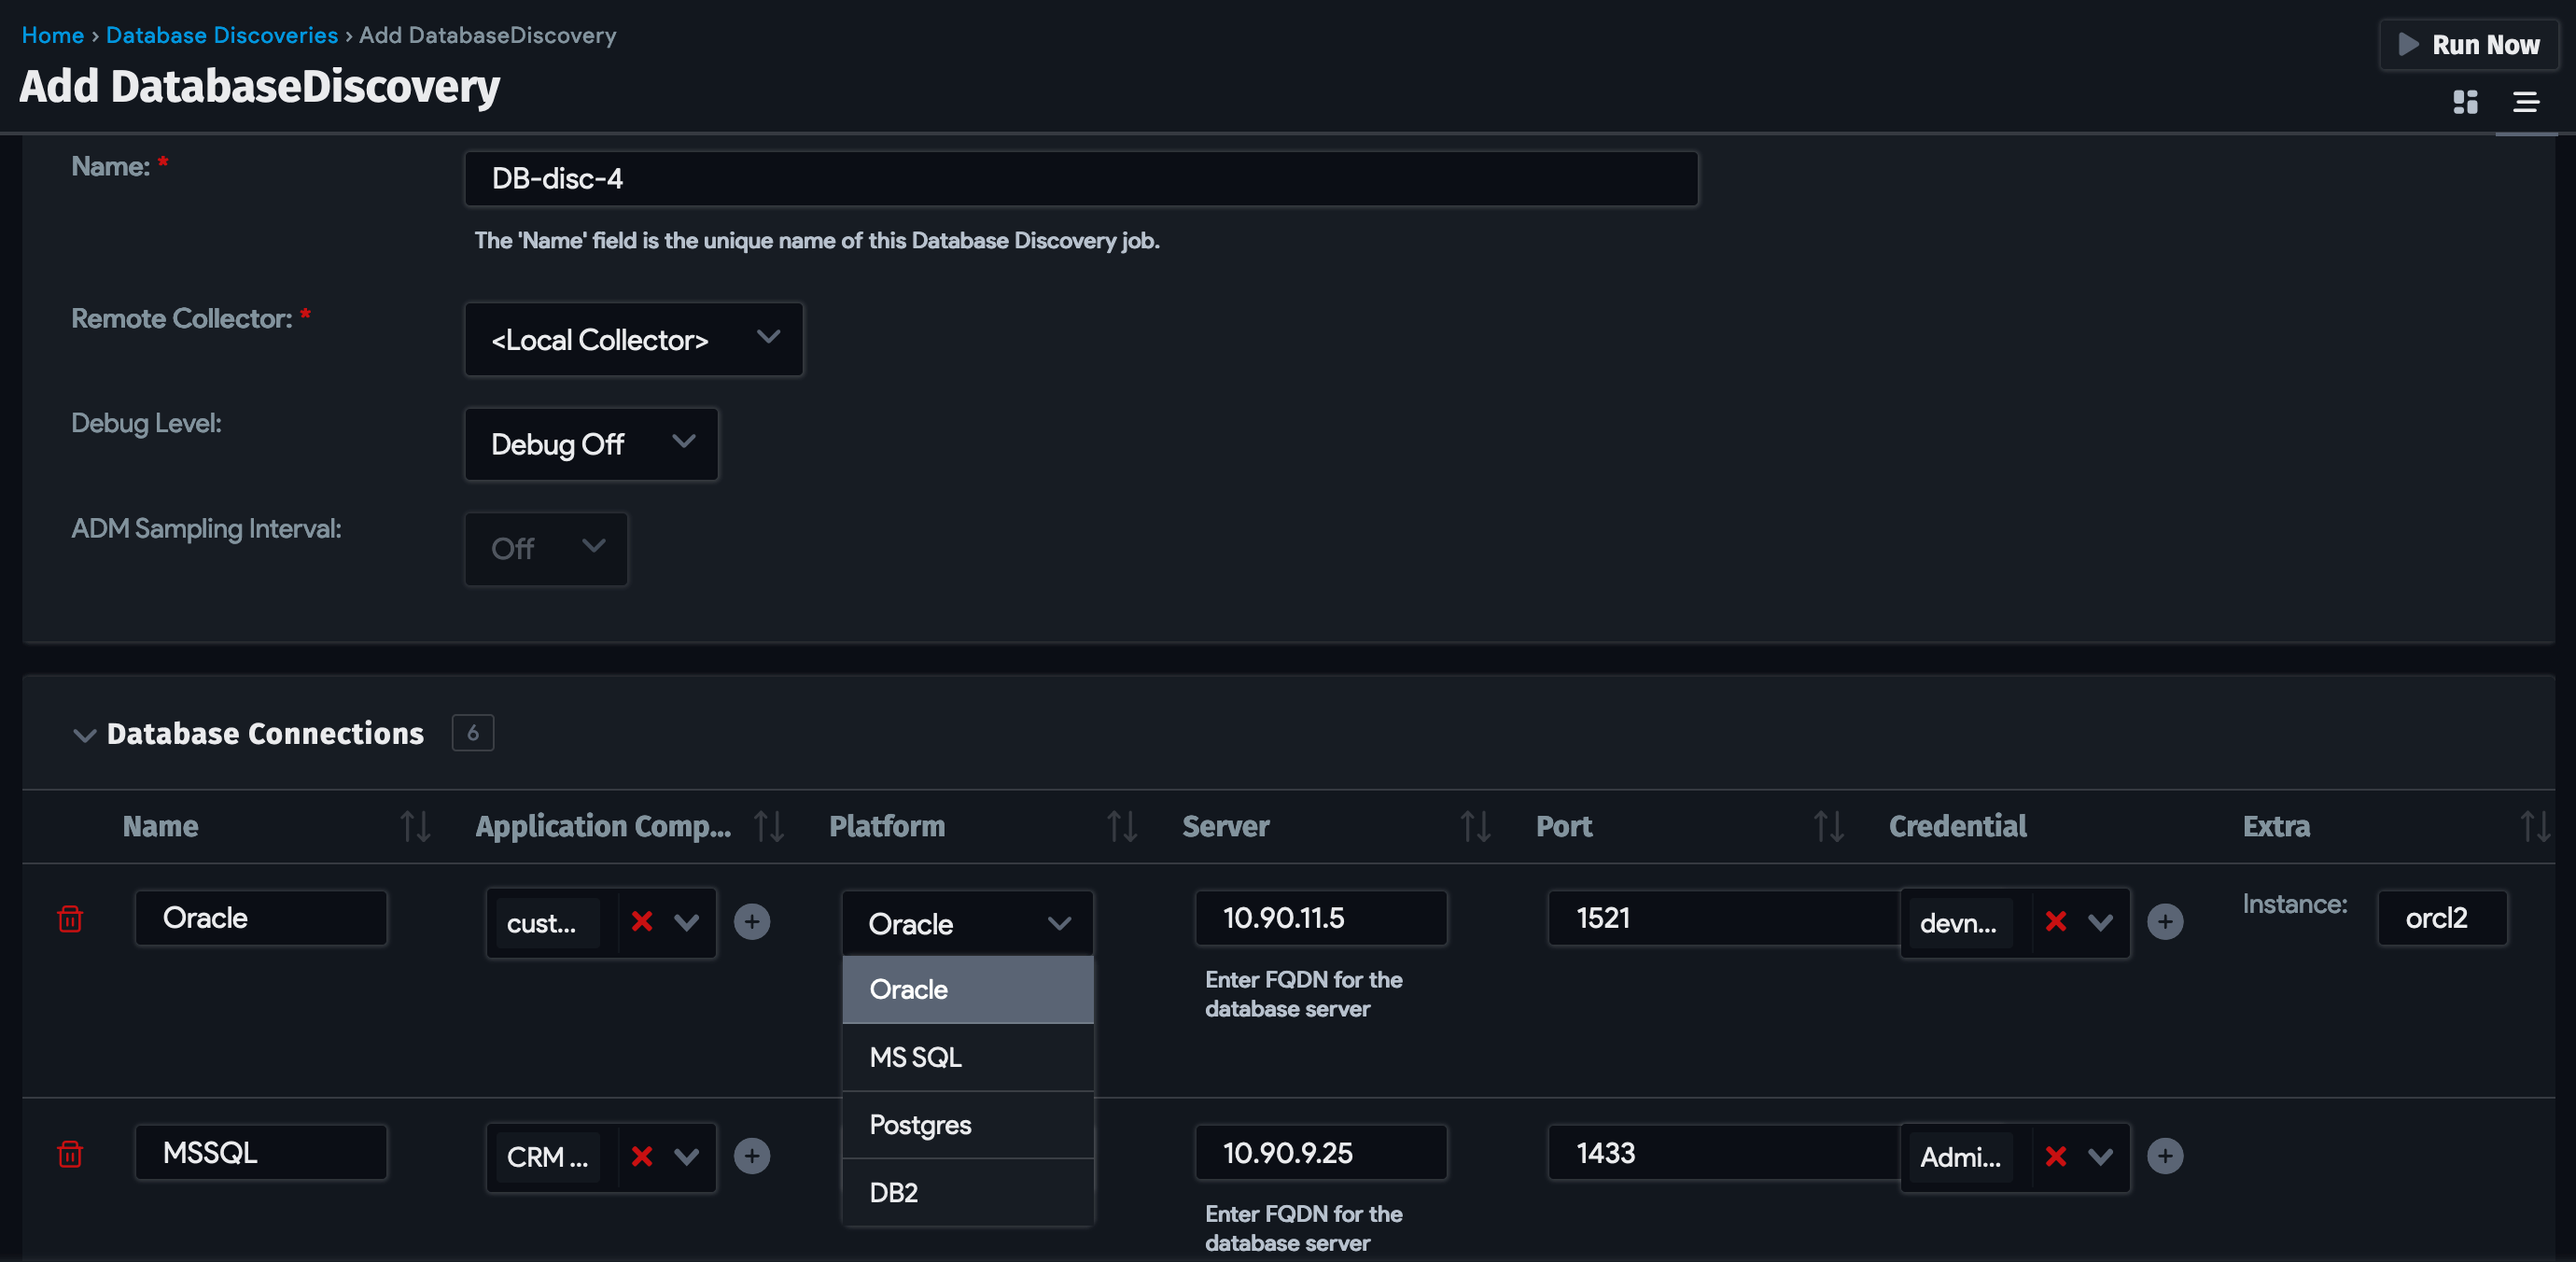 Home › Database Discoveries › Add DatabaseDiscovery
Run Now
Add DatabaseDiscovery
Name: *
DB-disc-4
The 'Name' field is the unique name of this Database Discovery job.
Remote Collector: *
<Local Collector>
Debug Level:
Debug Off
ADM Sampling Interval:
Off
Database Connections 6
Name Application Comp... Platform Server Port Credential Extra
Oracle cust... Oracle 10.90.11.5 1521 devn... Instance: orcl2
Enter FQDN for the
database server
Oracle
MS SQL
Postgres
DB2
MSSQL CRM ... 10.90.9.25 1433 Admi...
Enter FQDN for the
database server